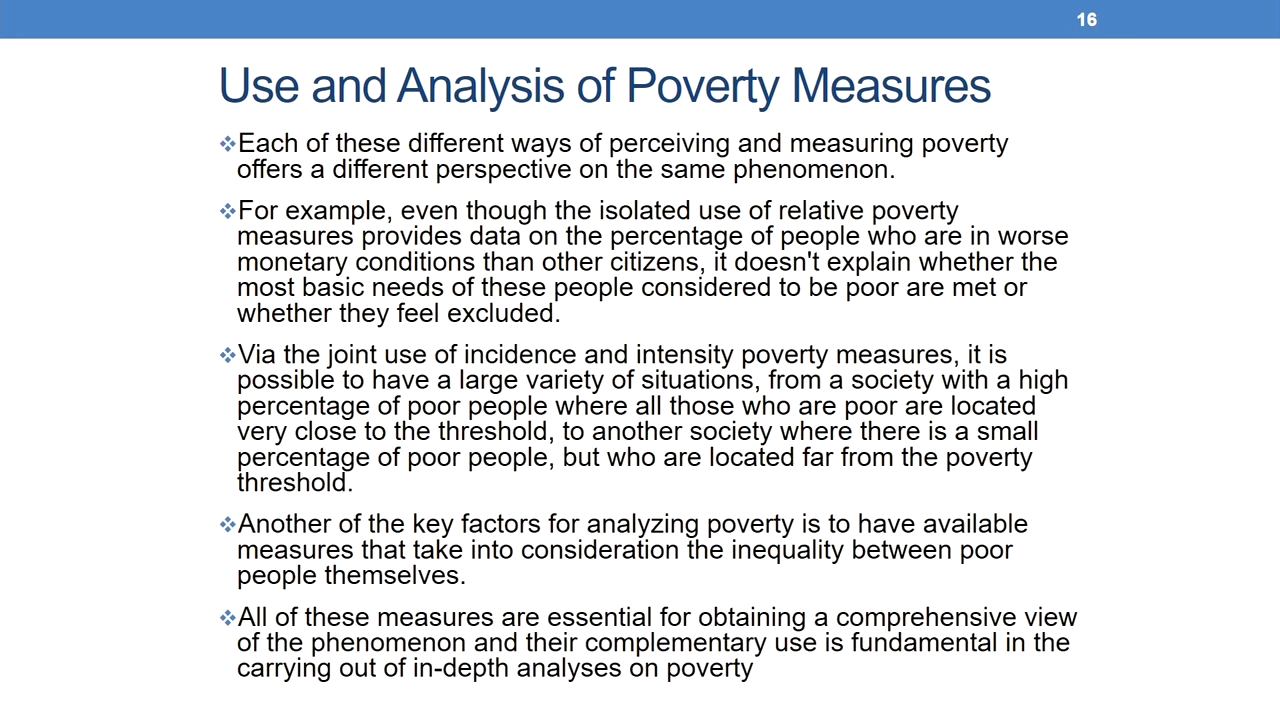 16
Use and Analysis of Poverty Measures
❖Each of these different ways of perceiving and measuring poverty
offers a different perspective on the same phenomenon.
❖For example, even though the isolated use of relative poverty
measures provides data on the percentage of people who are in worse
monetary conditions than other citizens, it doesn't explain whether the
most basic needs of these people considered to be poor are met or
whether they feel excluded.
❖Via the joint use of incidence and intensity poverty measures, it is
possible to have a large variety of situations, from a society with a high
percentage of poor people where all those who are poor are located
very close to the threshold, to another society where there is a small
percentage of poor people, but who are located far from the poverty
threshold.
❖Another of the key factors for analyzing poverty is to have available
measures that take into consideration the inequality between poor
people themselves.
❖All of these measures are essential for obtaining a comprehensive view
of the phenomenon and their complementary use is fundamental in the
carrying out of in-depth analyses on poverty